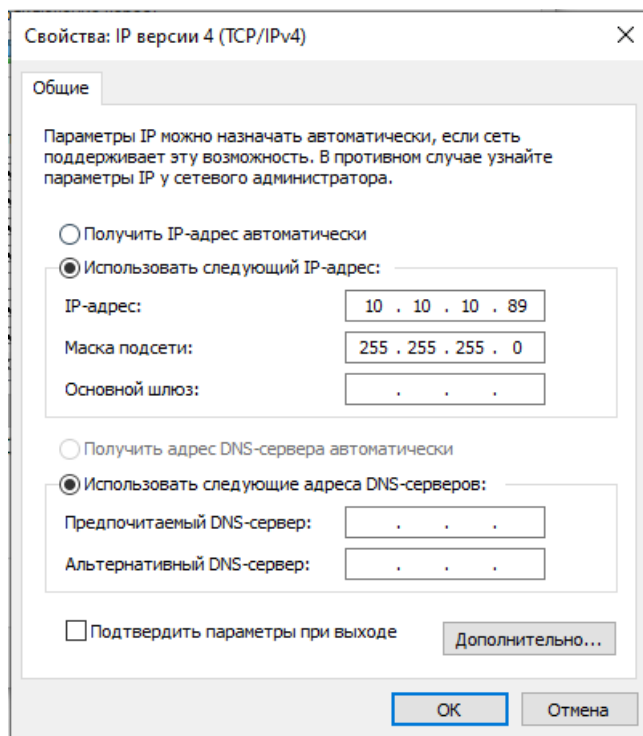 Свойства: IP версии 4 (TCP/IPv4)
Общие
Параметры IP можно назначать автоматически, если сеть
поддерживает эту возможность. В противном случае узнайте
параметры IP у сетевого администратора.
Получить IP-адрес автоматически
Использовать следующий IP-адрес:
IP-адрес: 10 . 10 . 10 . 89
Маска подсети: 255 . 255 . 255 . 0
Основной шлюз: . . .
Получить адрес DNS-сервера автоматически
Использовать следующие адреса DNS-серверов:
Предпочитаемый DNS-сервер: . . .
Альтернативный DNS-сервер: . . .
Подтвердить параметры при выходе
Дополнительно...
ОК
Отмена